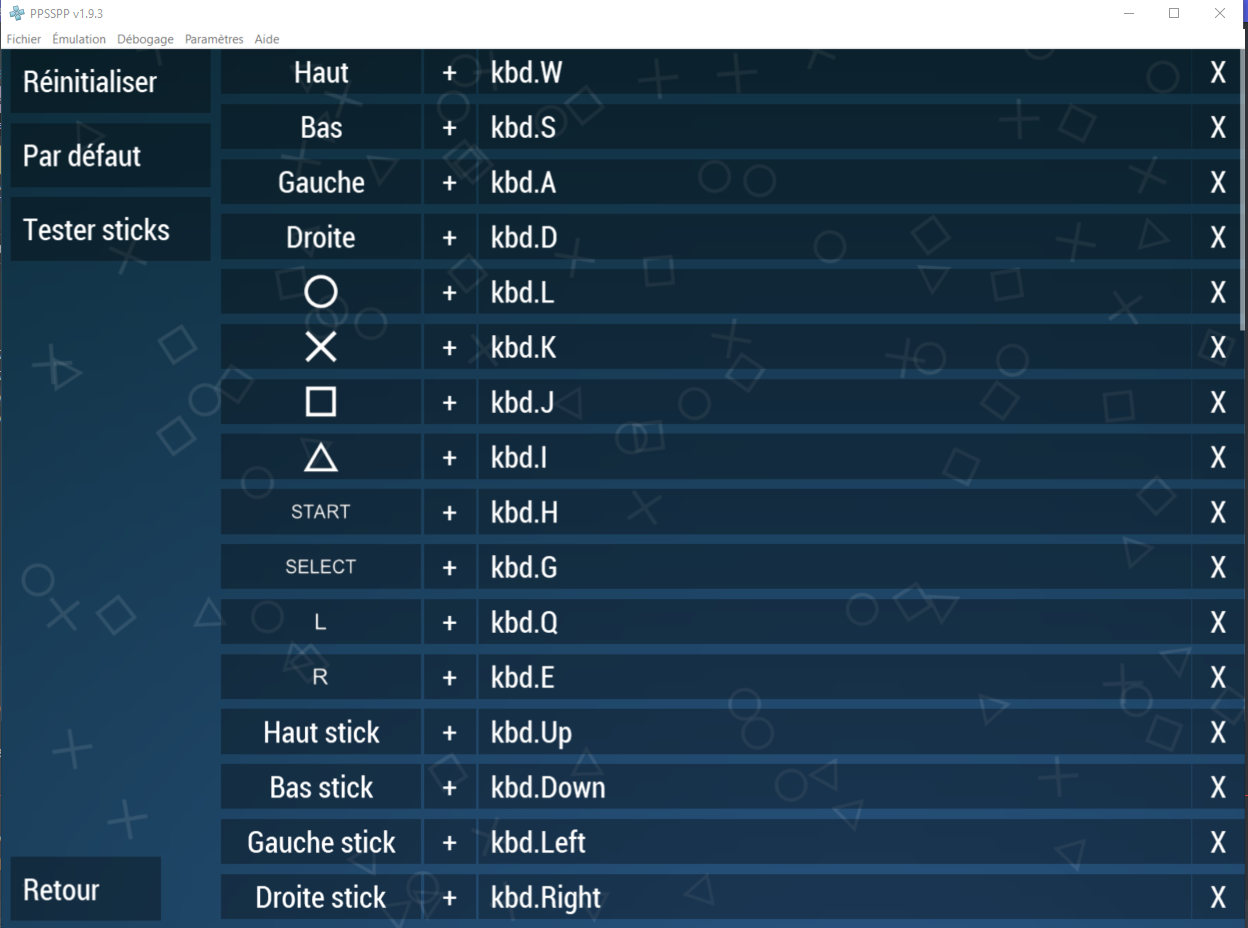 PPSSPP v1.9.3
Fichier Émulation Débogage Paramètres Aide
Réinitialiser
Par défaut
Tester sticks
Retour
Haut + kbd.W X
Bas + kbd.S X
Gauche + kbd.A X
Droite + kbd.D X
+ kbd.L X
+ kbd.K X
+ kbd.J X
+ kbd.I X
START + kbd.H X
SELECT + kbd.G X
L + kbd.Q X
R + kbd.E X
Haut stick + kbd.Up X
Bas stick + kbd.Down X
Gauche stick + kbd.Left X
Droite stick + kbd.Right X